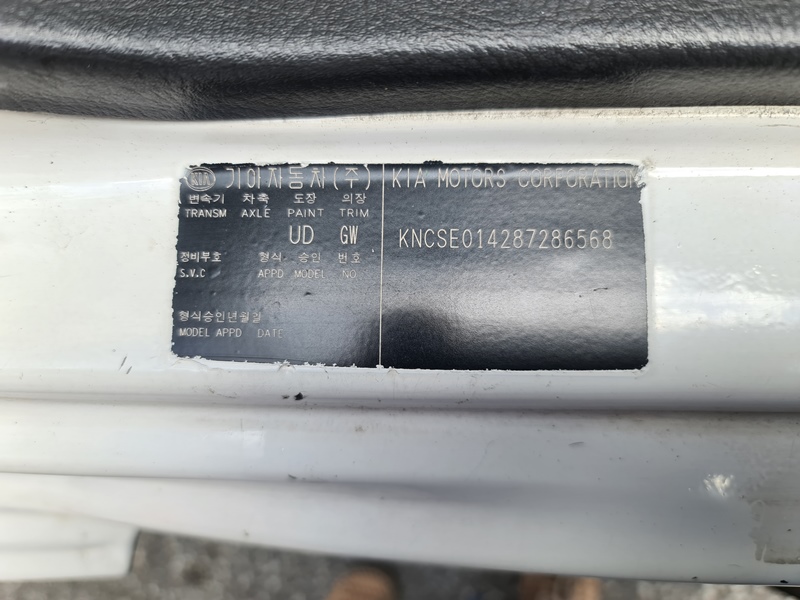 KIA 기아자동차(주) KIA MOTORS CORPORATION
변속기 차축 도장 의장
TRANSM AXLE PAINT TRIM
UD GW
KNCSE014287286568
정비부호 형식 승인 번호
S.V.C APPD MODEL NO.
형식승인년월일
MODEL APPD DATE